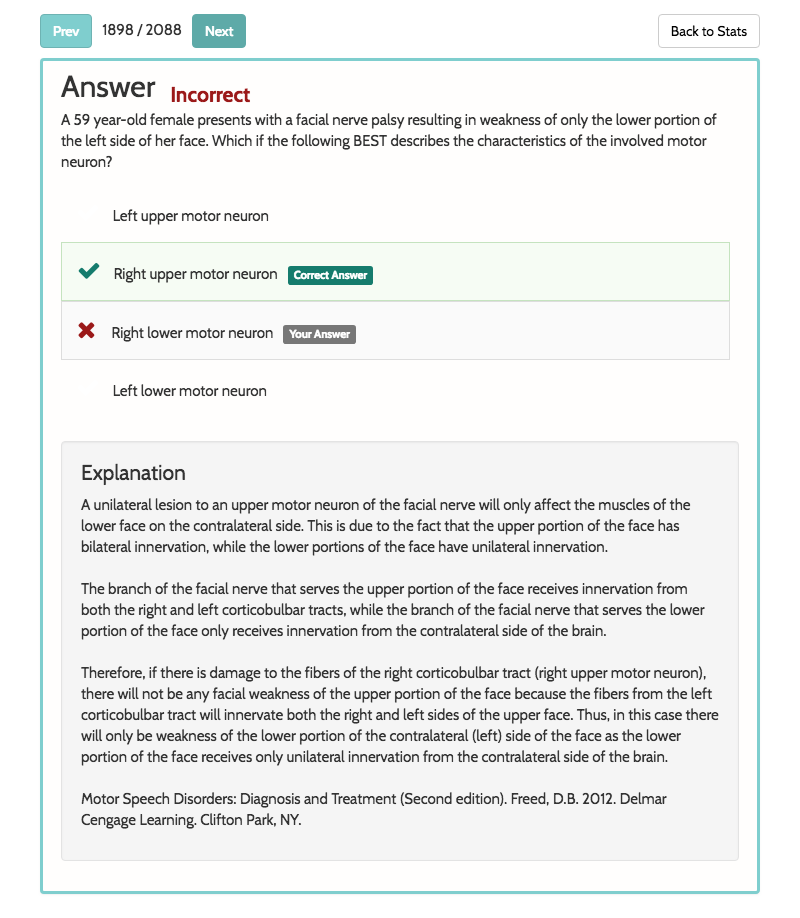 Prev 1898 / 2088 Next Back to Stats
Answer Incorrect
A 59 year-old female presents with a facial nerve palsy resulting in weakness of only the lower portion of
the left side of her face. Which if the following BEST describes the characteristics of the involved motor
neuron?
Left upper motor neuron
Right upper motor neuron Correct Answer
Right lower motor neuron Your Answer
Left lower motor neuron
Explanation
A unilateral lesion to an upper motor neuron of the facial nerve will only affect the muscles of the
lower face on the contralateral side. This is due to the fact that the upper portion of the face has
bilateral innervation, while the lower portions of the face have unilateral innervation.
The branch of the facial nerve that serves the upper portion of the face receives innervation from
both the right and left corticobulbar tracts, while the branch of the facial nerve that serves the lower
portion of the face only receives innervation from the contralateral side of the brain.
Therefore, if there is damage to the fibers of the right corticobulbar tract (right upper motor neuron),
there will not be any facial weakness of the upper portion of the face because the fibers from the left
corticobulbar tract will innervate both the right and left sides of the upper face. Thus, in this case there
will only be weakness of the lower portion of the contralateral (left) side of the face as the lower
portion of the face receives only unilateral innervation from the contralateral side of the brain.
Motor Speech Disorders: Diagnosis and Treatment (Second edition). Freed, D.B. 2012. Delmar
Cengage Learning. Clifton Park, NY.